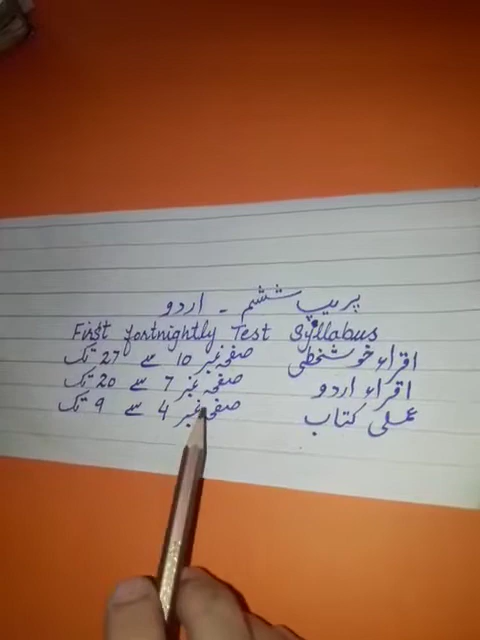 پریپ ششم - اردو
First fortnightly Test Syllabus
اقراء خوشخطی صفحہ نمبر 10 سے 27 تک
اقراء اردو صفحہ نمبر 7 سے 20 تک
عملی کتاب صفحہ نمبر 4 سے 9 تک